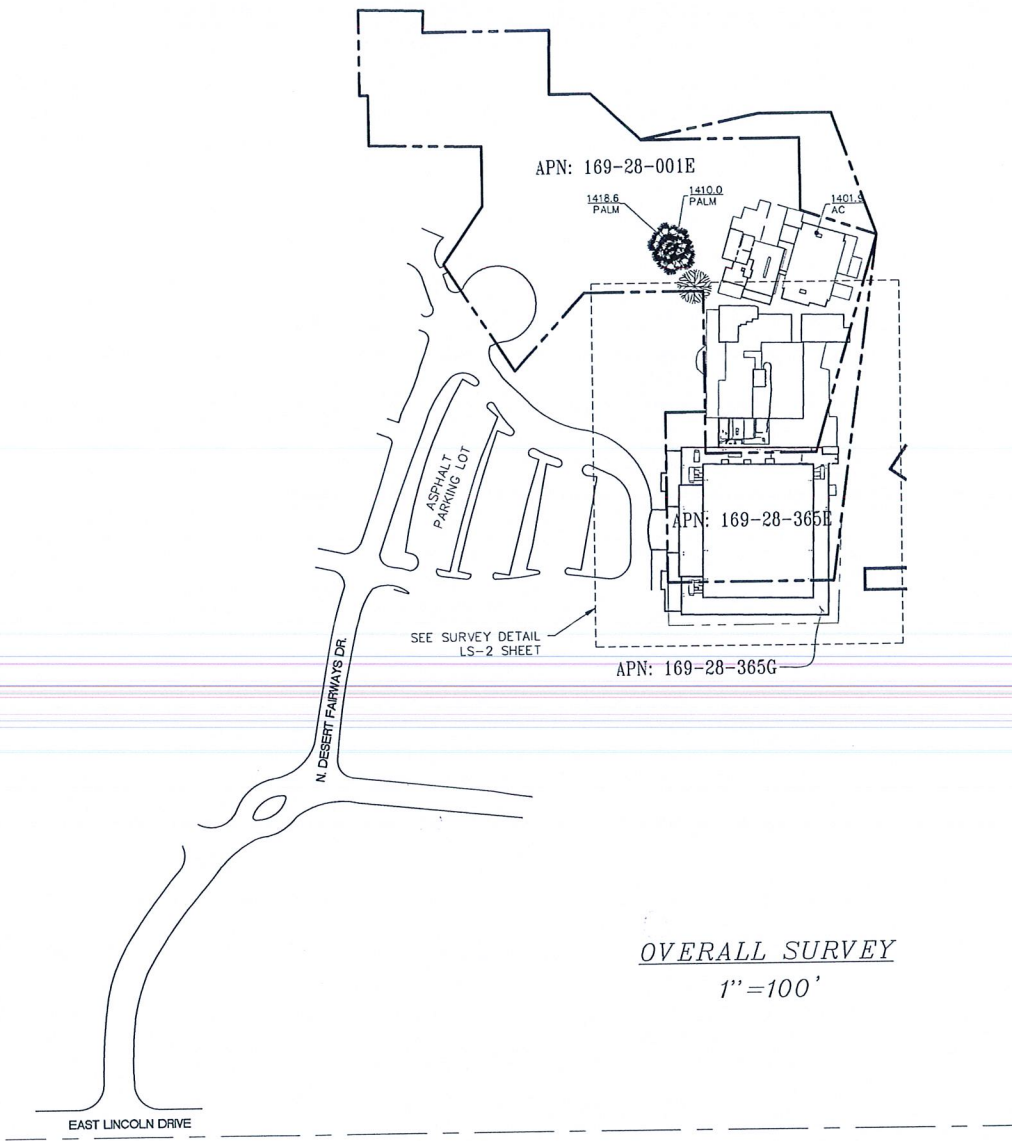 APN: 169-28-001E
1418.6
PALM
1410.0
PALM
1401.9
AC
ASPHALT
PARKING LOT
APN: 169-28-365E
SEE SURVEY DETAIL
LS-2 SHEET
APN: 169-28-365G
N. DESERT FAIRWAYS DR.
OVERALL SURVEY
1"=100'
EAST LINCOLN DRIVE